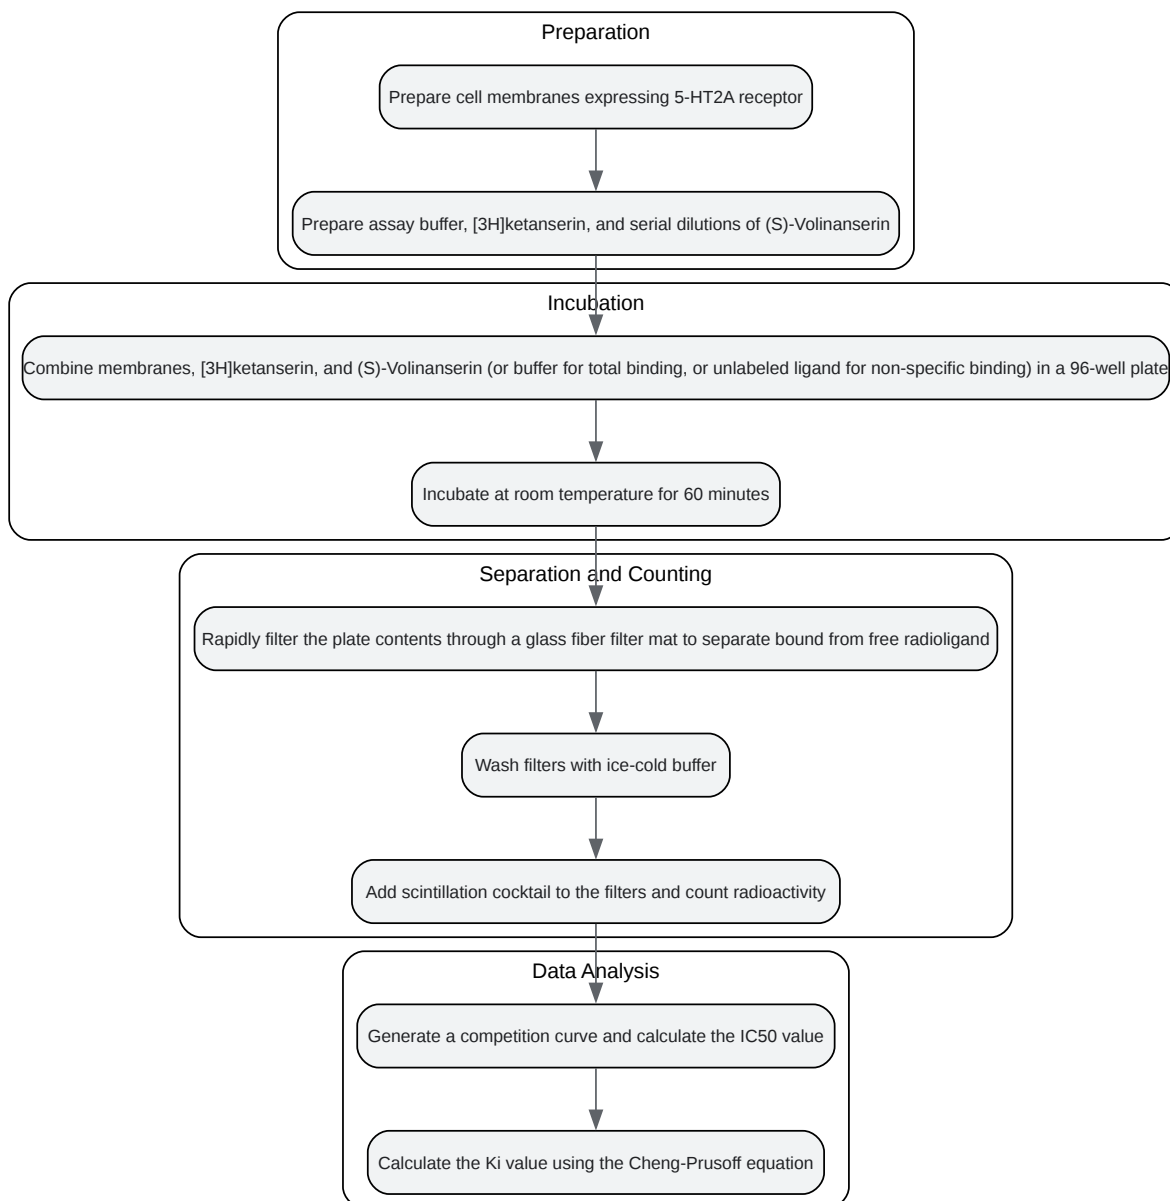 Preparation
Prepare cell membranes expressing 5-HT2A receptor
Prepare assay buffer, [3H]ketanserin, and serial dilutions of (S)-Volinanserin
Incubation
Combine membranes, [3H]ketanserin, and (S)-Volinanserin (or buffer for total binding, or unlabeled ligand for non-specific binding) in a 96-well plate
Incubate at room temperature for 60 minutes
Separation and Counting
Rapidly filter the plate contents through a glass fiber filter mat to separate bound from free radioligand
Wash filters with ice-cold buffer
Add scintillation cocktail to the filters and count radioactivity
Data Analysis
Generate a competition curve and calculate the IC50 value
Calculate the Ki value using the Cheng-Prusoff equation